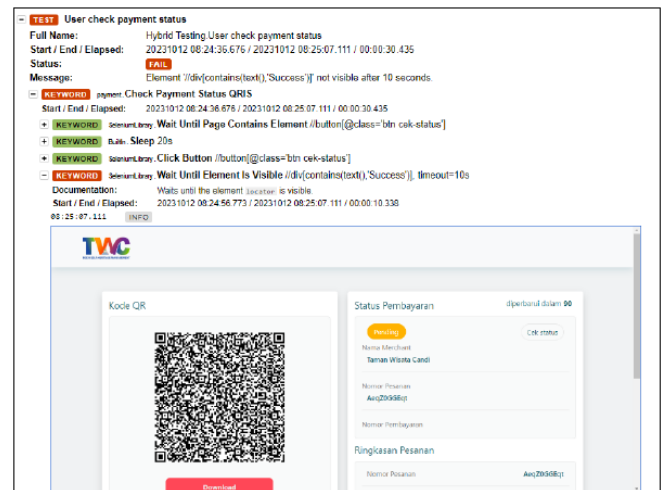 TEST User check payment status
Full Name: Hybrid Testing.User check payment status
Start / End / Elapsed: 20231012 08:24:36.676 / 20231012 08:25:07.111 / 00:00:30.435
Status: FAIL
Message: Element '//div[contains(text(),'Success')]' not visible after 10 seconds.
KEYWORD payment.Check Payment Status QRIS
Start / End / Elapsed: 20231012 08:24:36.676 / 20231012 08:25:07.111 / 00:00:30.435
KEYWORD SeleniumLibrary.Wait Until Page Contains Element //button[@class='btn cek-status']
KEYWORD BuiltIn.Sleep 20s
KEYWORD SeleniumLibrary.Click Button //button[@class='btn cek-status']
KEYWORD SeleniumLibrary.Wait Until Element Is Visible //div[contains(text(),'Success')], timeout=10s
Documentation: Waits until the element locator is visible.
Start / End / Elapsed: 20231012 08:24:56.773 / 20231012 08:25:07.111 / 00:00:10.338
08:25:07.111 INFO
TWC
Kode QR
Status Pembayaran diperbarui dalam 90
Pending Cek status
Nama Merchant
Taman Wisata Candi
Nomor Pesanan
Nomor Pembayaran
Ringkasan Pesanan
Nomor Pesanan
Download